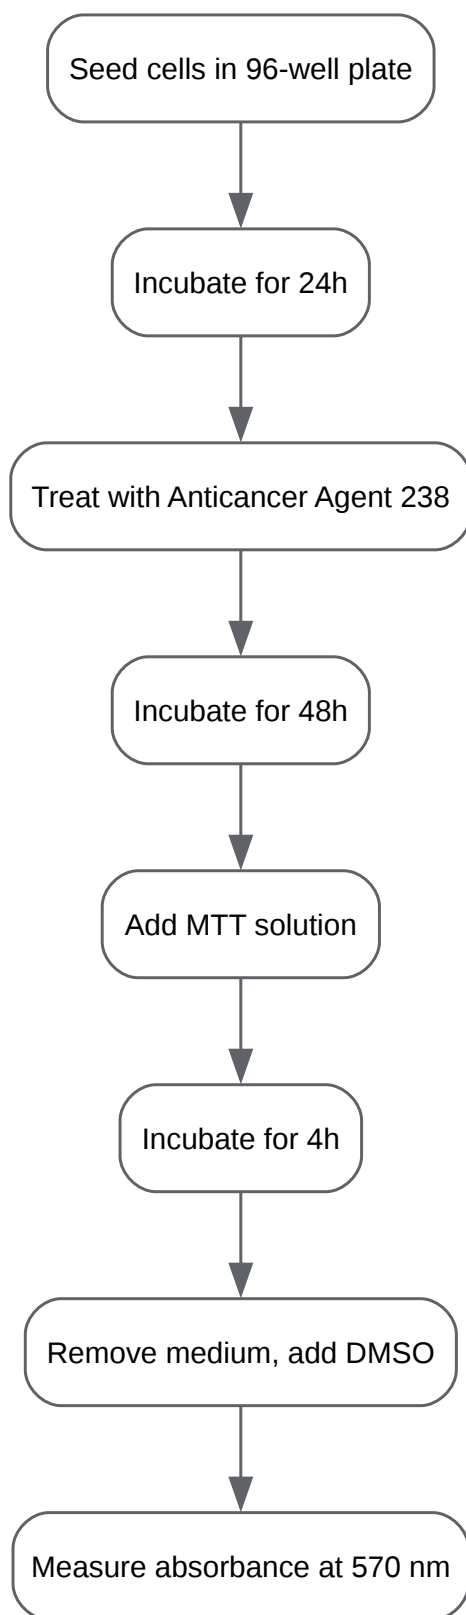 Seed cells in 96-well plate
Incubate for 24h
Treat with Anticancer Agent 238
Incubate for 48h
Add MTT solution
Incubate for 4h
Remove medium, add DMSO
Measure absorbance at 570 nm